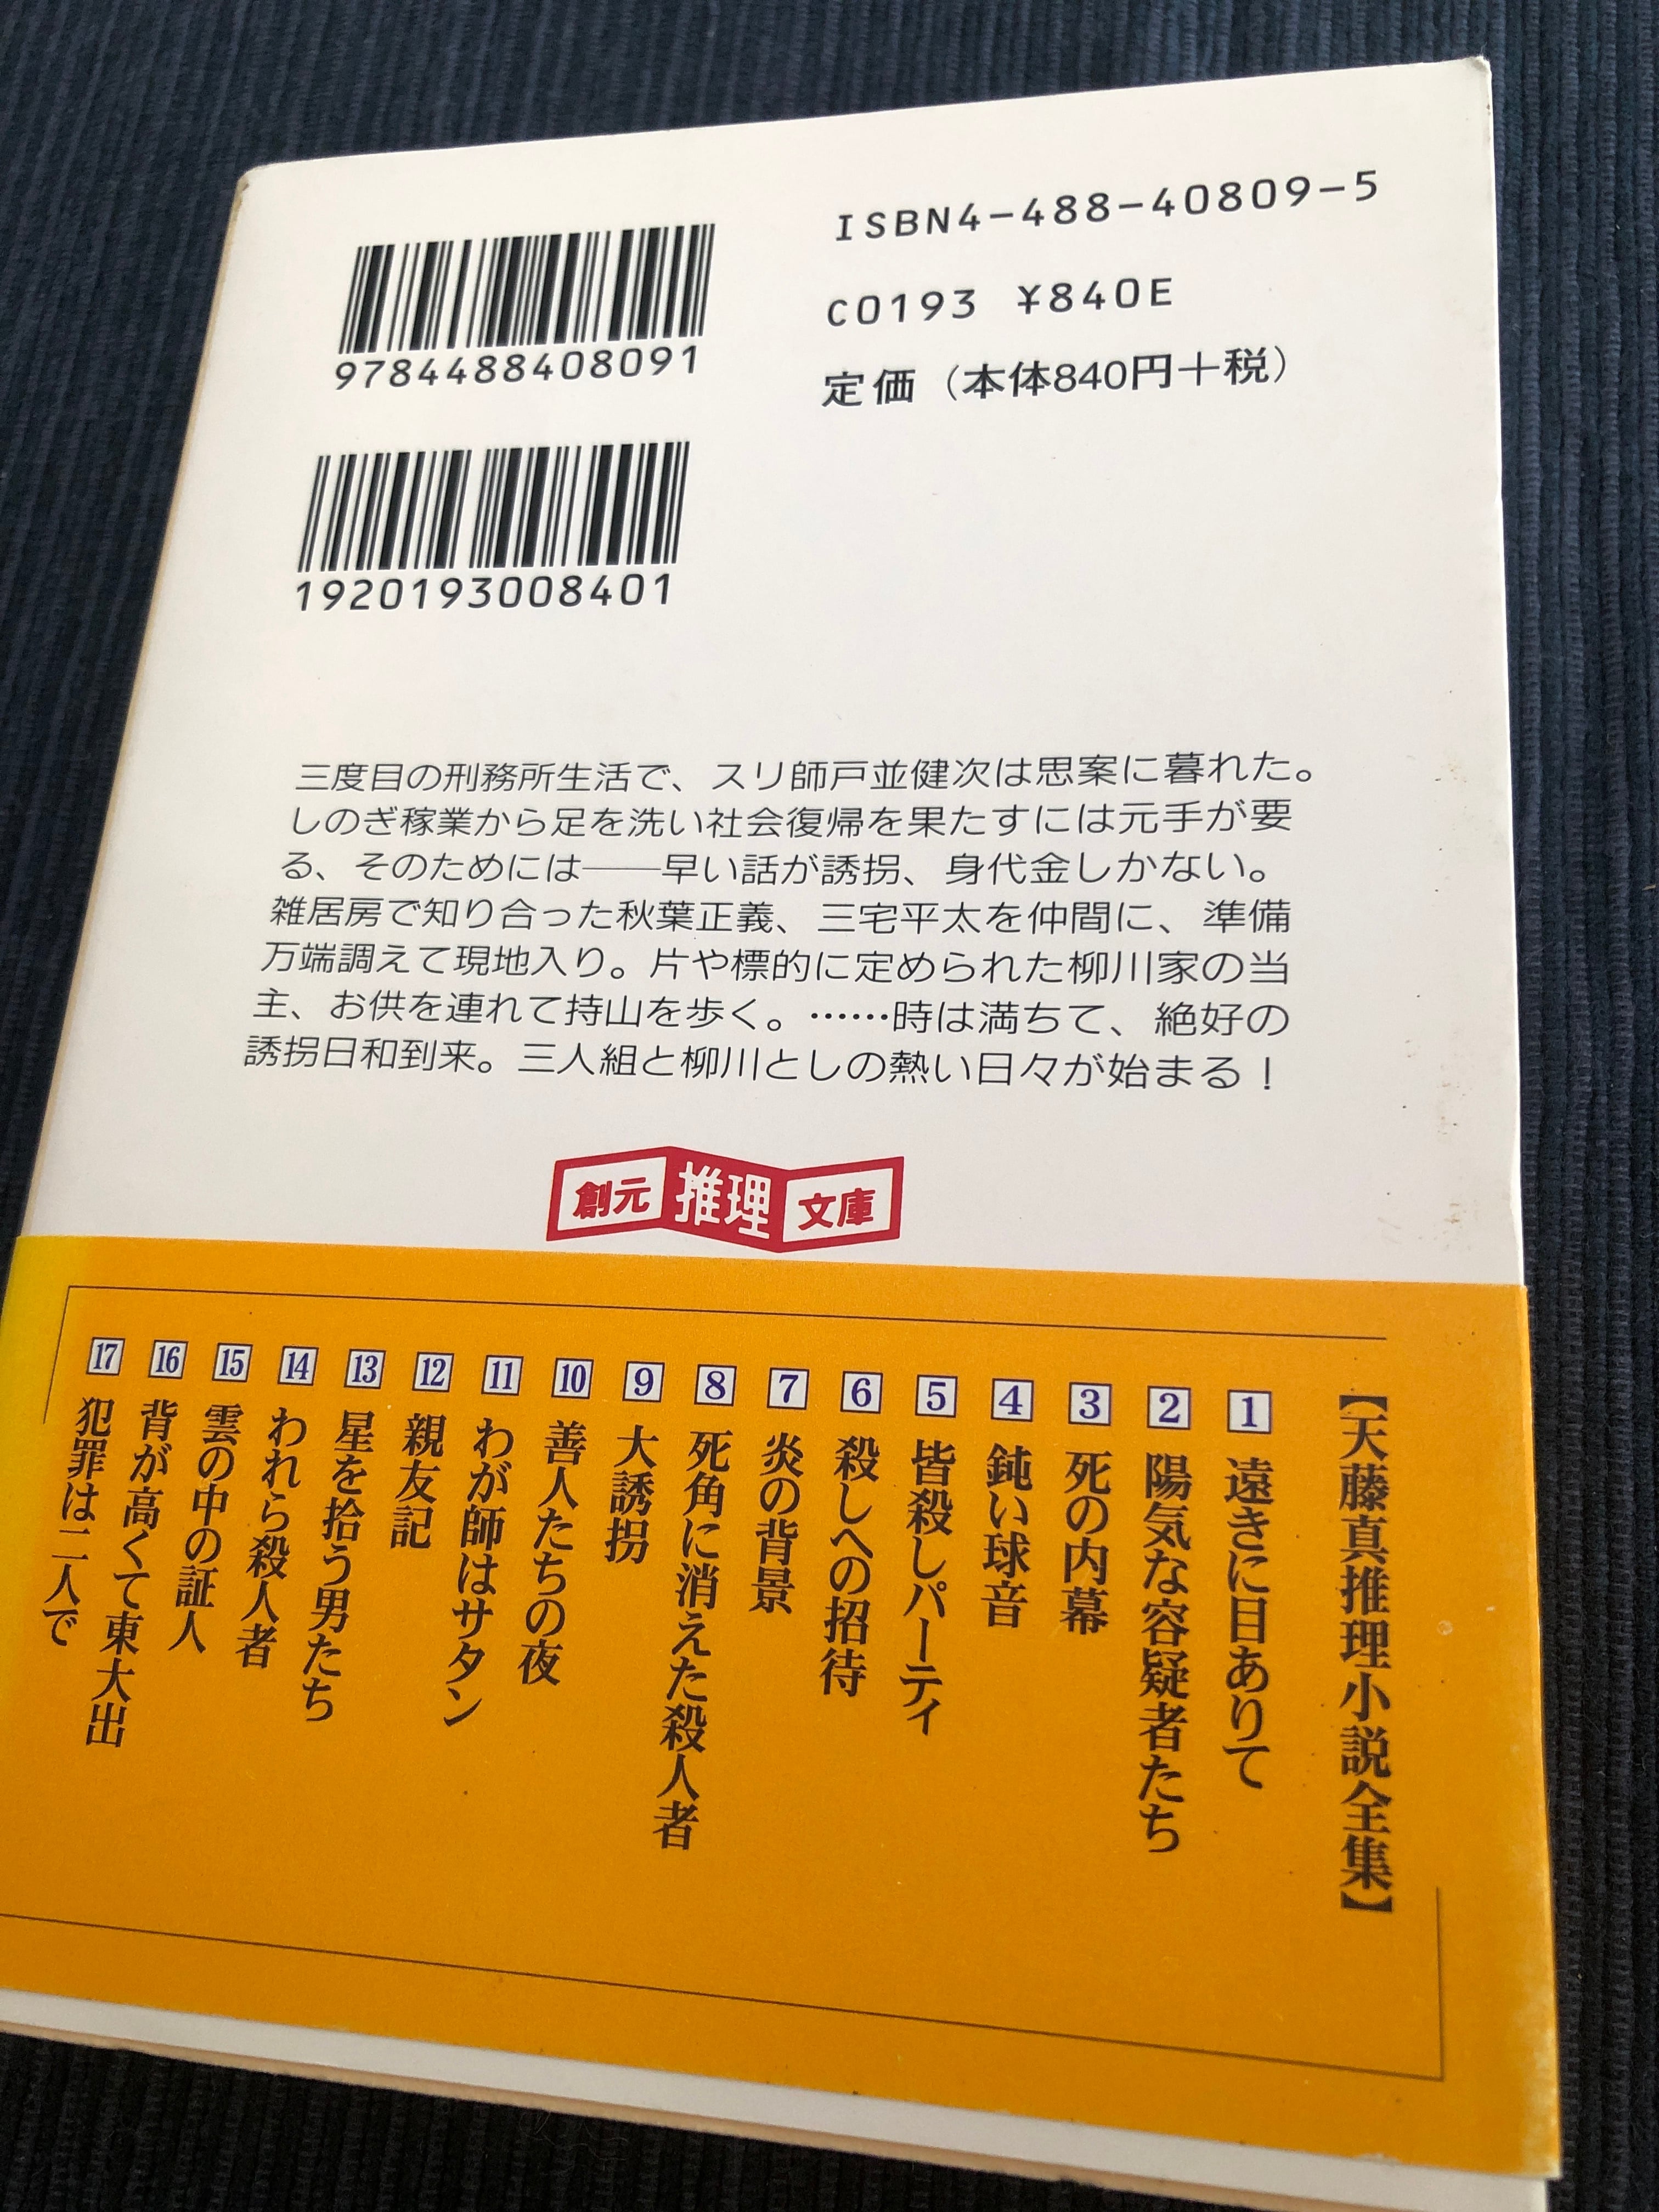 ISBN4-488-40809-5
C0193 ¥840E
定価（本体840円＋税）
9784488408091
1920193008401
三度目の刑務所生活で、スリ師戸並健次は思案に暮れた。
しのぎ稼業から足を洗い社会復帰を果たすには元手が要
る、そのためには――早い話が誘拐、身代金しかない。
雑居房で知り合った秋葉正義、三宅平太を仲間に、準備
万端調えて現地入り。片や標的に定められた柳川家の当
主、お供を連れて持山を歩く。……時は満ちて、絶好の
誘拐日和到来。三人組と柳川としの熱い日々が始まる！
創元推理文庫
【天藤真推理小説全集】
1 遠きに目ありて
2 陽気な容疑者たち
3 死の内幕
4 鈍い球音
5 皆殺しパーティ
6 殺しへの招待
7 炎の背景
8 死角に消えた殺人者
9 大誘拐
10 善人たちの夜
11 わが師はサタン
12 親友記
13 星を拾う男たち
14 われら殺人者
15 雲の中の証人
16 背が高くて東大出
17 犯罪は二人で